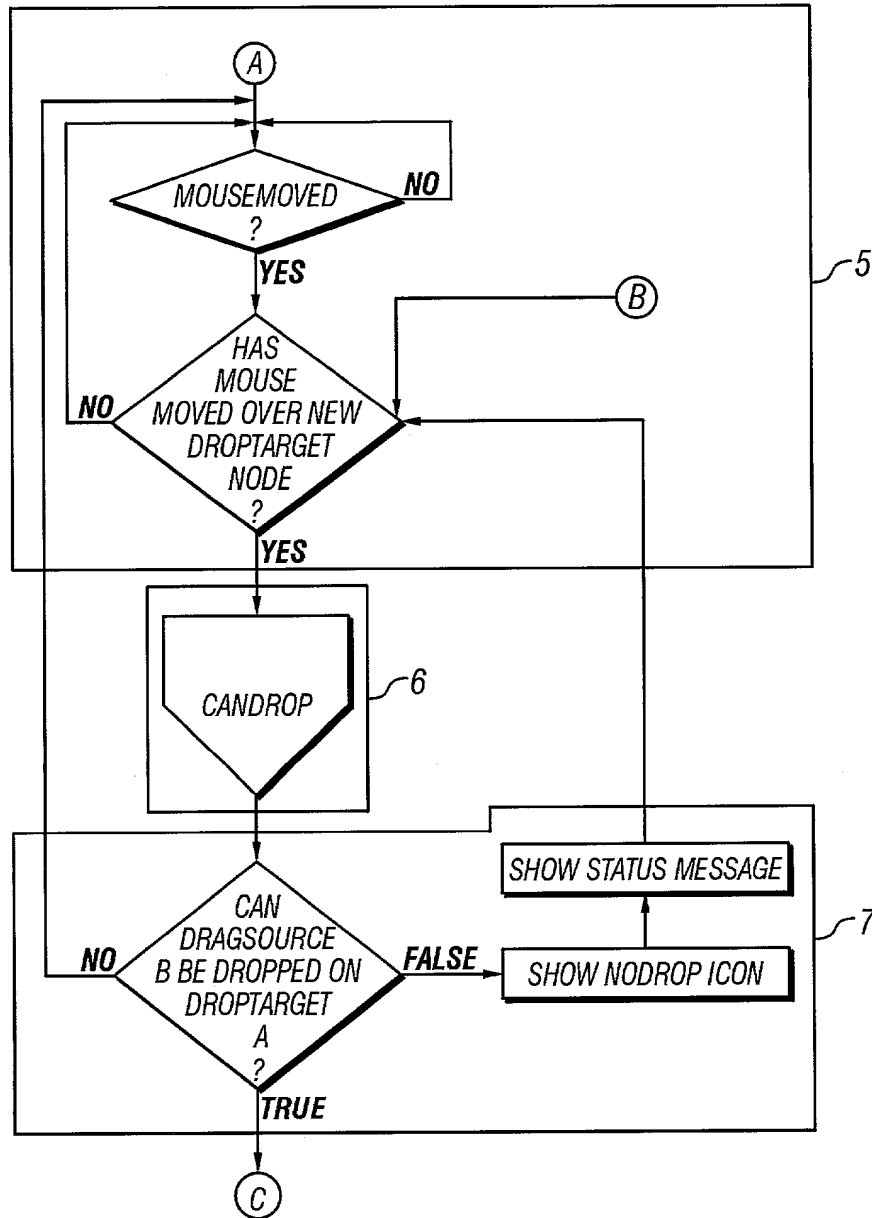 A
MOUSEMOVED
?
NO
YES
5
B
HAS
MOUSE
MOVED OVER NEW
DROPTARGET
NODE
?
NO
YES
CANDROP
6
SHOW STATUS MESSAGE
7
CAN
DRAGSOURCE
B BE DROPPED ON
DROPTARGET
A
?
NO
FALSE
SHOW NODROP ICON
TRUE
C